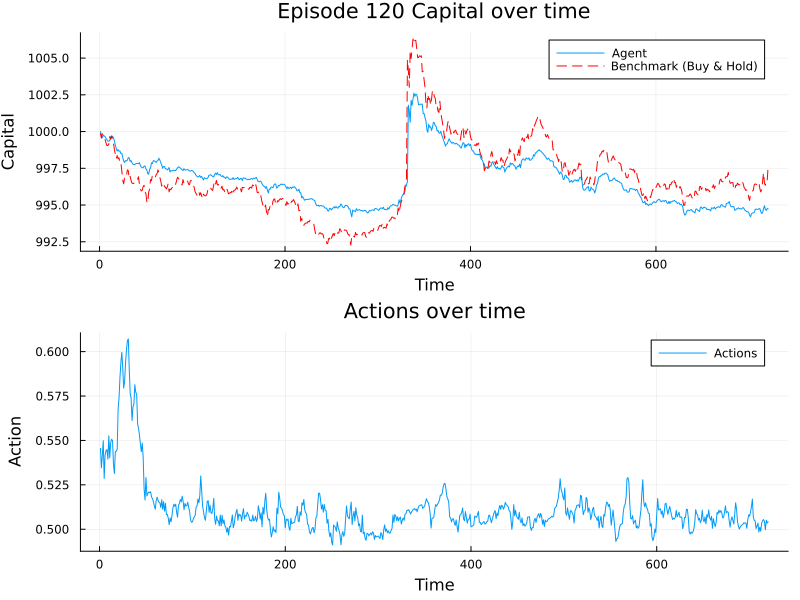 Episode 120 Capital over time
Capital
1005.0
1002.5
1000.0
997.5
995.0
992.5
Agent
Benchmark (Buy & Hold)
0
200
400
600
Time
Actions over time
Action
0.600
0.575
0.550
0.525
0.500
Actions
0
200
400
600
Time